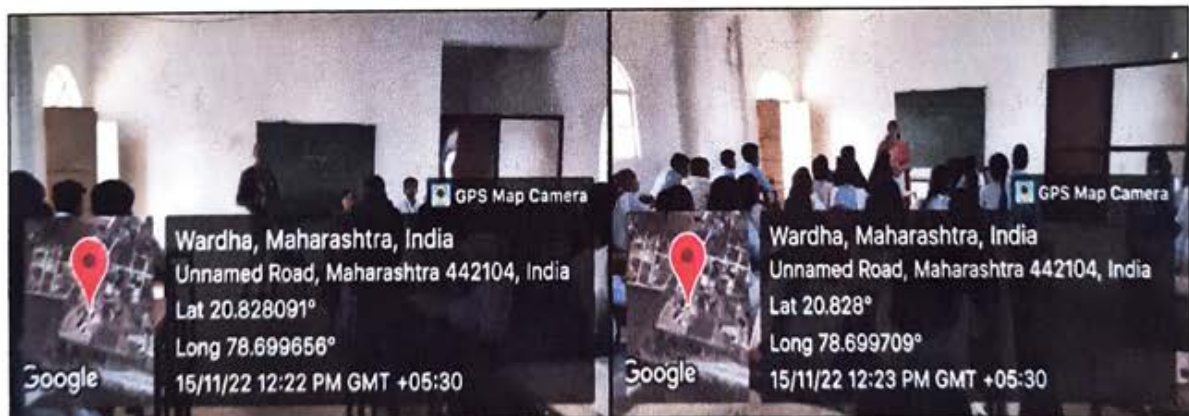 GPS Map Camera
Wardha, Maharashtra, India
Unnamed Road, Maharashtra 442104, India
Lat 20.828091°
Long 78.699656°
15/11/22 12:22 PM GMT +05:30
Google
GPS Map Camera
Wardha, Maharashtra, India
Unnamed Road, Maharashtra 442104, India
Lat 20.828°
Long 78.699709°
15/11/22 12:23 PM GMT +05:30
Google